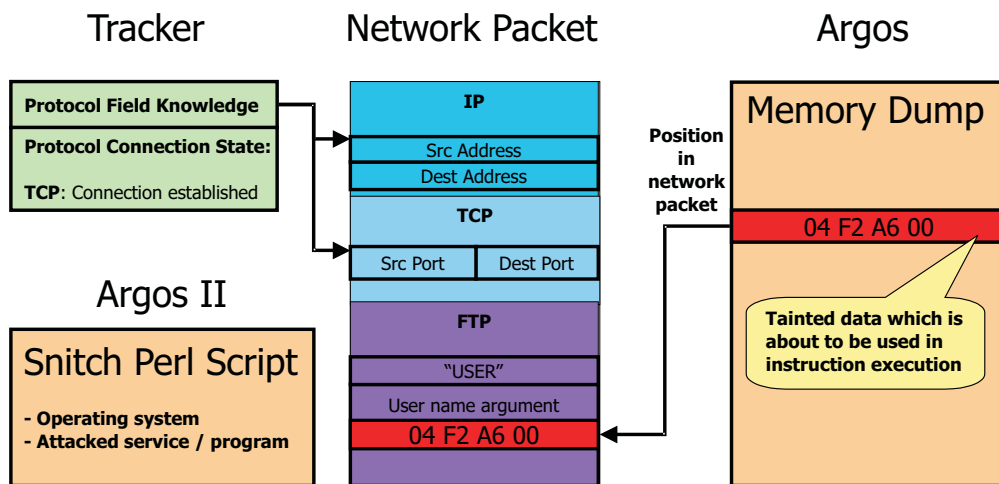 Tracker
Protocol Field Knowledge
Protocol Connection State:
TCP: Connection established
Argos II
Snitch Perl Script
- Operating system
- Attacked service / program
Network Packet
IP
Src Address
Dest Address
TCP
Src Port
Dest Port
FTP
“USER”
User name argument
04 F2 A6 00
Position
in
network
packet
Argos
Memory Dump
04 F2 A6 00
Tainted data which is
about to be used in
instruction execution